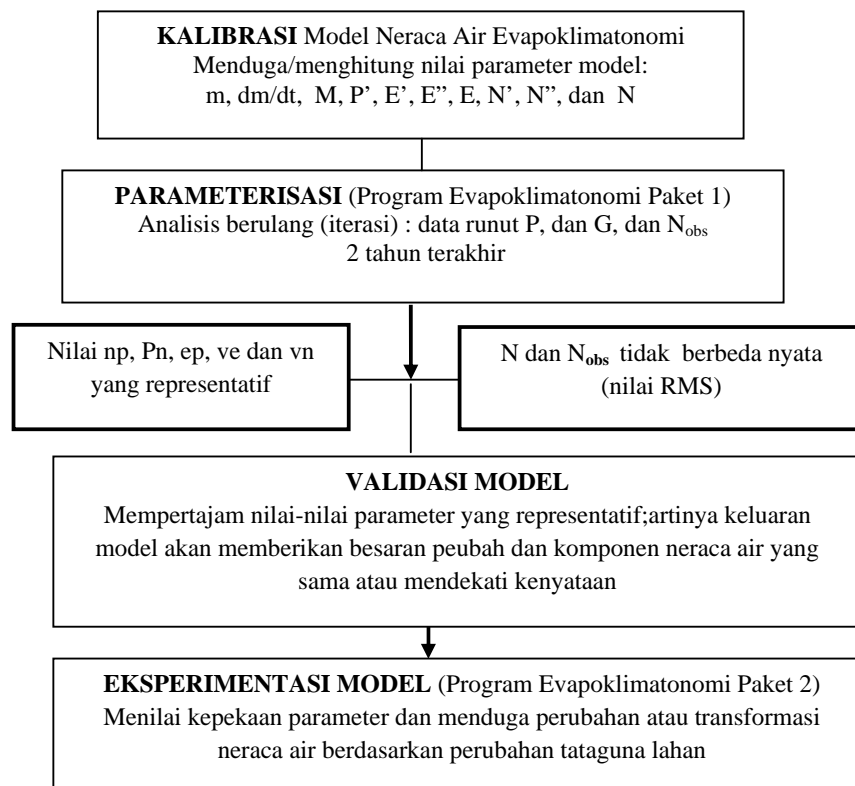 KALIBRASI Model Neraca Air Evapoklimatonomi
Menduga/menghitung nilai parameter model:
m, dm/dt, M, P’, E’, E”, E, N’, N”, dan N
PARAMETERISASI (Program Evapoklimatonomi Paket 1)
Analisis berulang (iterasi) : data runut P, dan G, dan Nobs
2 tahun terakhir
Nilai np, Pn, ep, ve dan vn
yang representatif
N dan Nobs tidak berbeda nyata
(nilai RMS)
VALIDASI MODEL
Mempertajam nilai-nilai parameter yang representatif;artinya keluaran
model akan memberikan besaran peubah dan komponen neraca air yang
sama atau mendekati kenyataan
EKSPERIMENTASI MODEL (Program Evapoklimatonomi Paket 2)
Menilai kepekaan parameter dan menduga perubahan atau transformasi
neraca air berdasarkan perubahan tataguna lahan